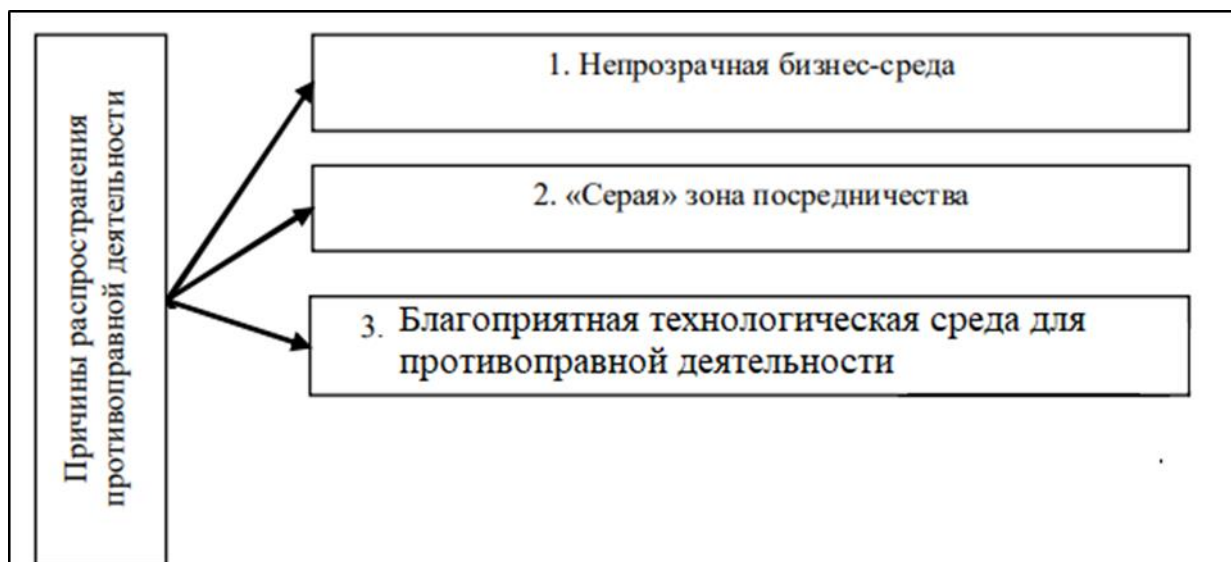 Причины распространения
противоправной деятельности
1. Непрозрачная бизнес-среда
2. «Серая» зона посредничества
3. Благоприятная технологическая среда для
противоправной деятельности